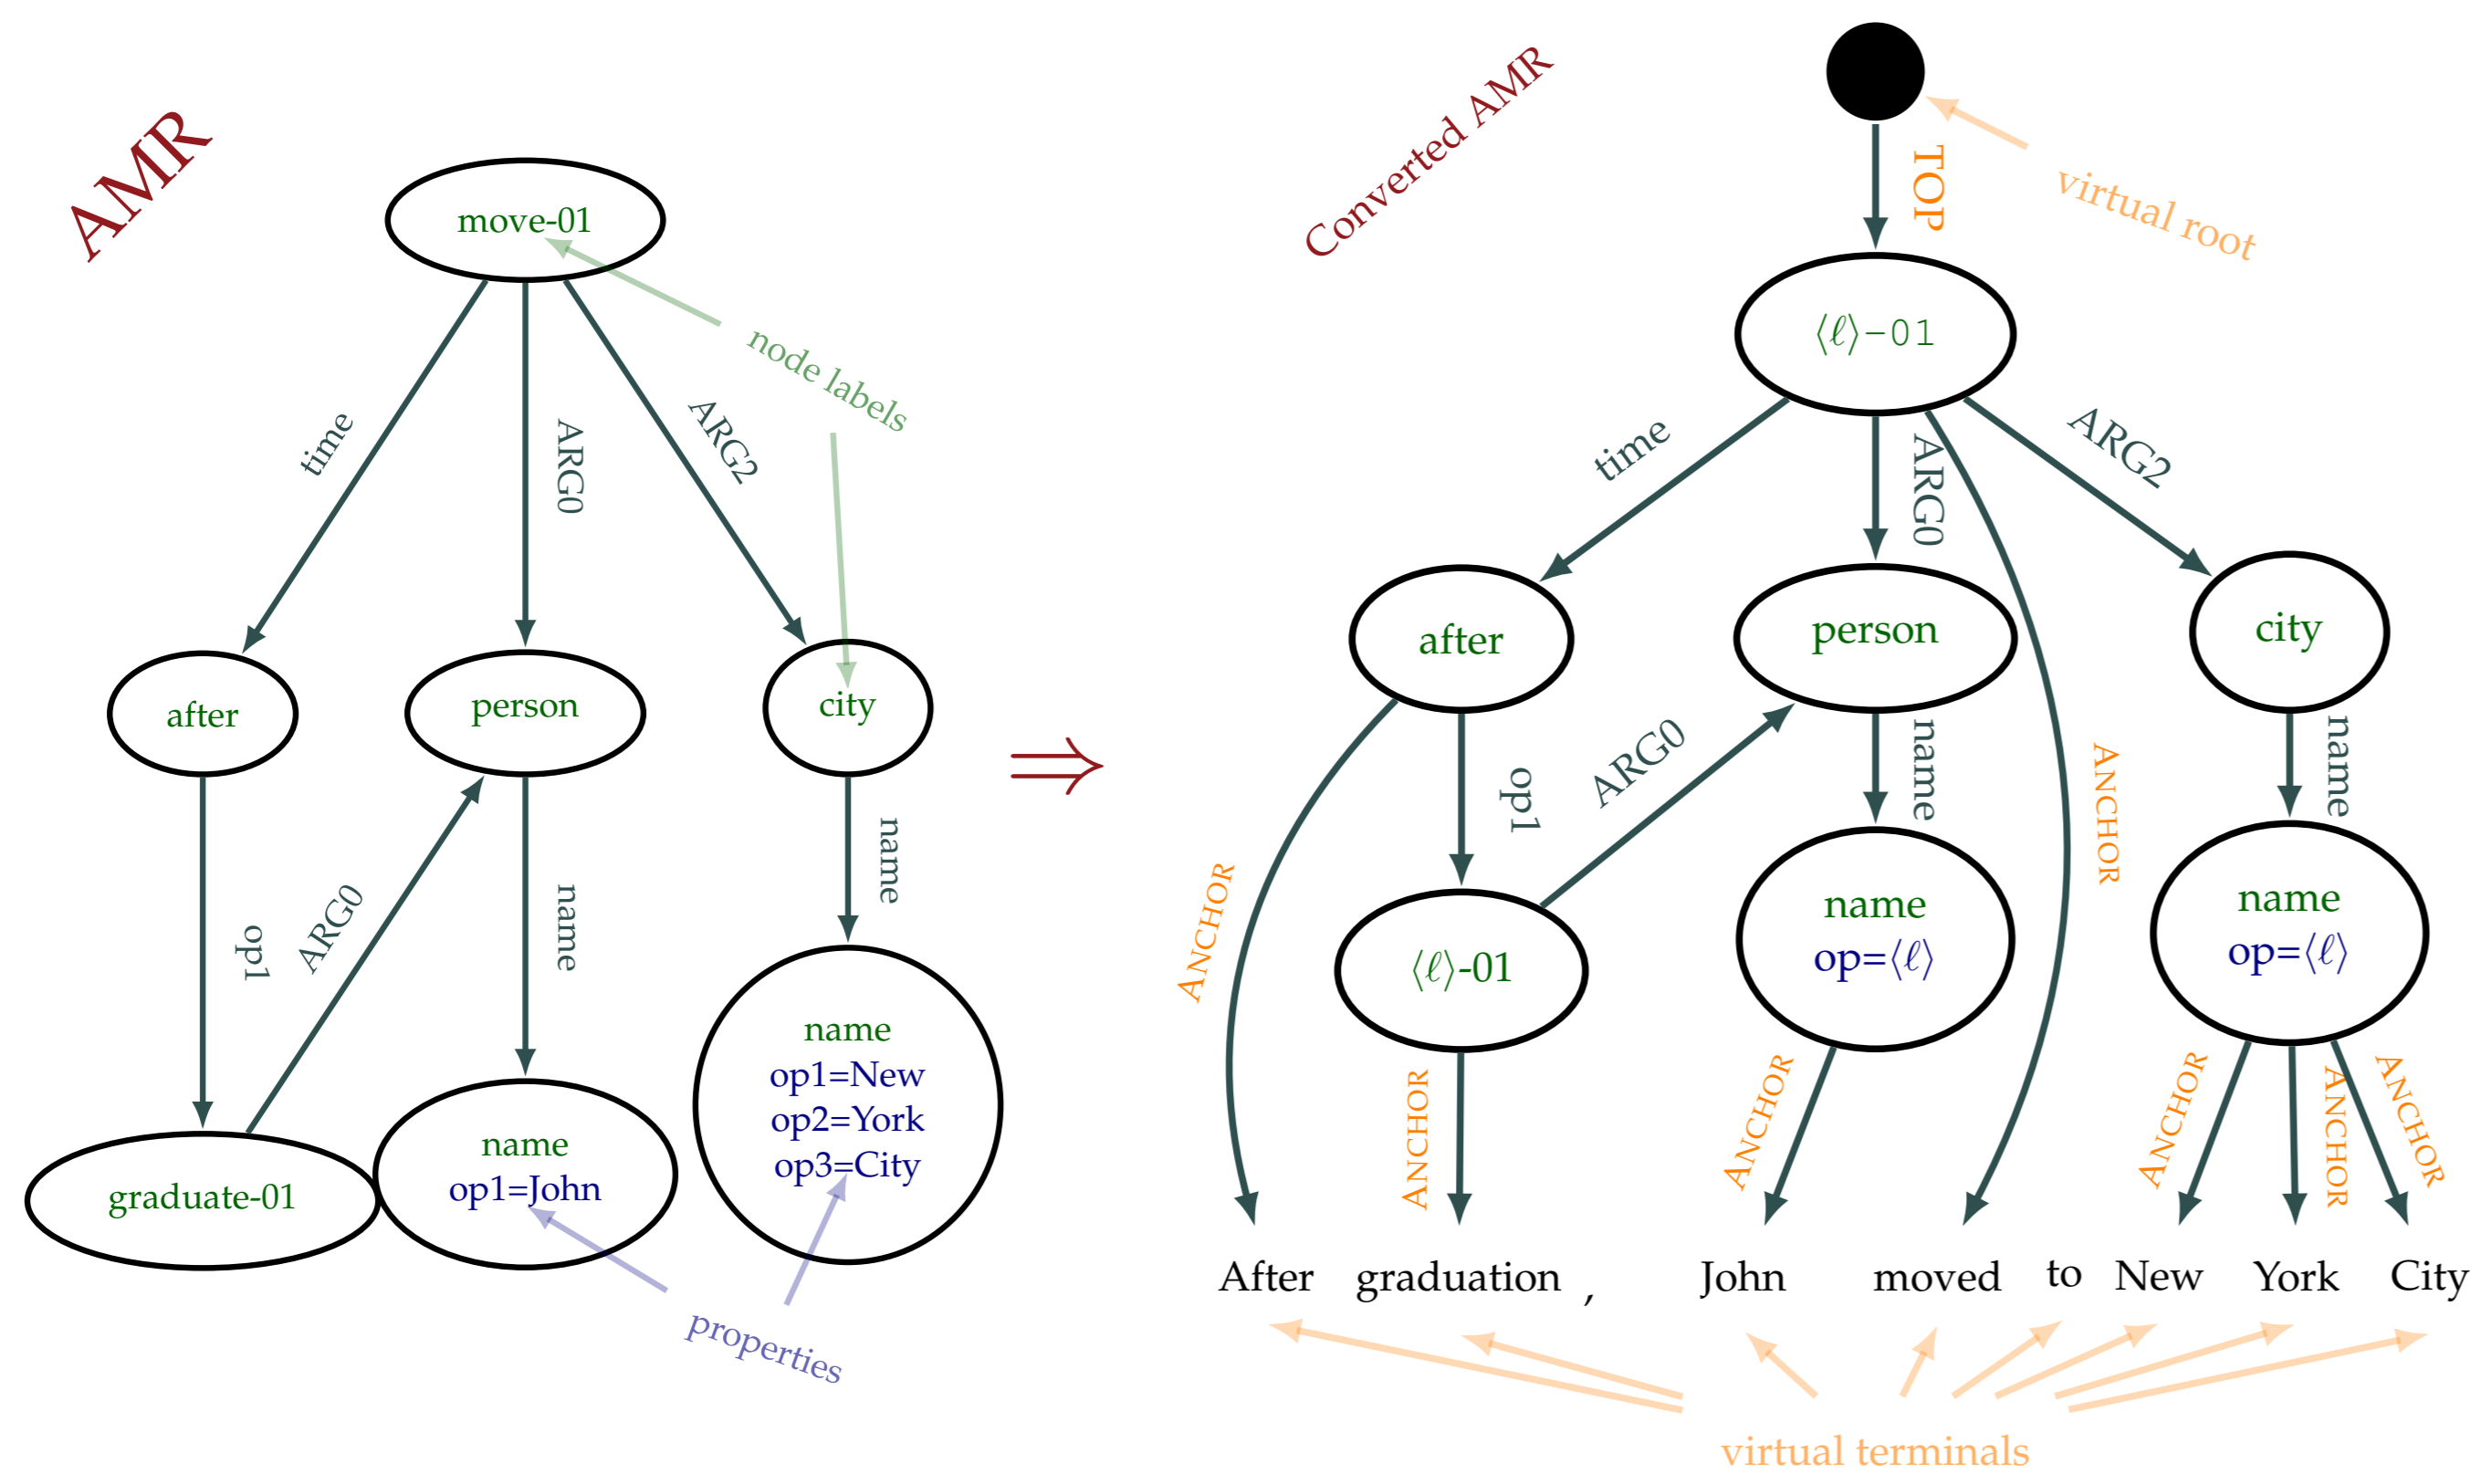 AMR
move-01
node labels
time
ARG0
ARG2
after
person
city
op1
ARG0
name
name
graduate-01
name
op1=John
name
op1=New
op2=York
op3=City
properties
⇒
Converted AMR
TOP
virtual root
⟨ℓ⟩-01
time
ARG0
ARG2
ANCHOR
after
person
city
ANCHOR
op1
ARG0
name
name
⟨ℓ⟩-01
name
op=⟨ℓ⟩
name
op=⟨ℓ⟩
ANCHOR
ANCHOR
ANCHOR
ANCHOR
ANCHOR
After graduation , John moved to New York City
virtual terminals